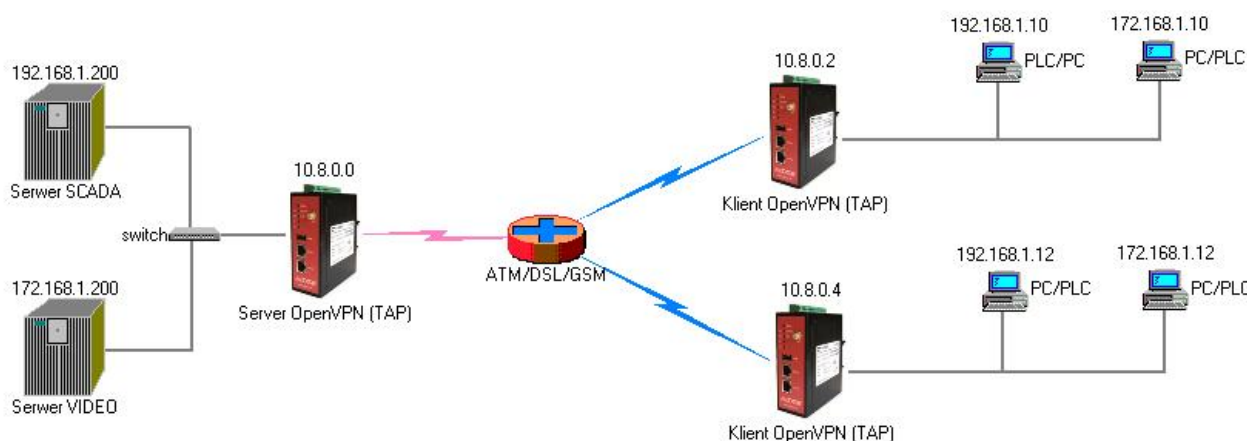 192.168.1.200
Serwer SCADA
switch
172.168.1.200
Serwer VIDEO
10.8.0.0
Server OpenVPN (TAP)
ATM/DSL/GSM
10.8.0.2
Klient OpenVPN (TAP)
192.168.1.10
PLC/PC
172.168.1.10
PC/PLC
10.8.0.4
Klient OpenVPN (TAP)
192.168.1.12
PC/PLC
172.168.1.12
PC/PLC